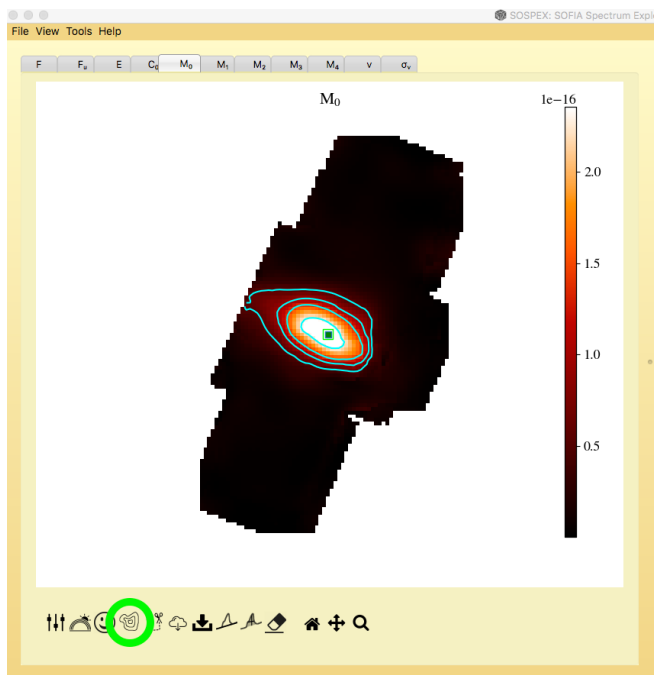 SOSPEX: SOFIA Spectrum Expl
File View Tools Help
F Fᵤ E C₀ M₀ M₁ M₂ M₃ M₄ v σᵥ
M₀ 1e−16
2.0
1.5
1.0
0.5